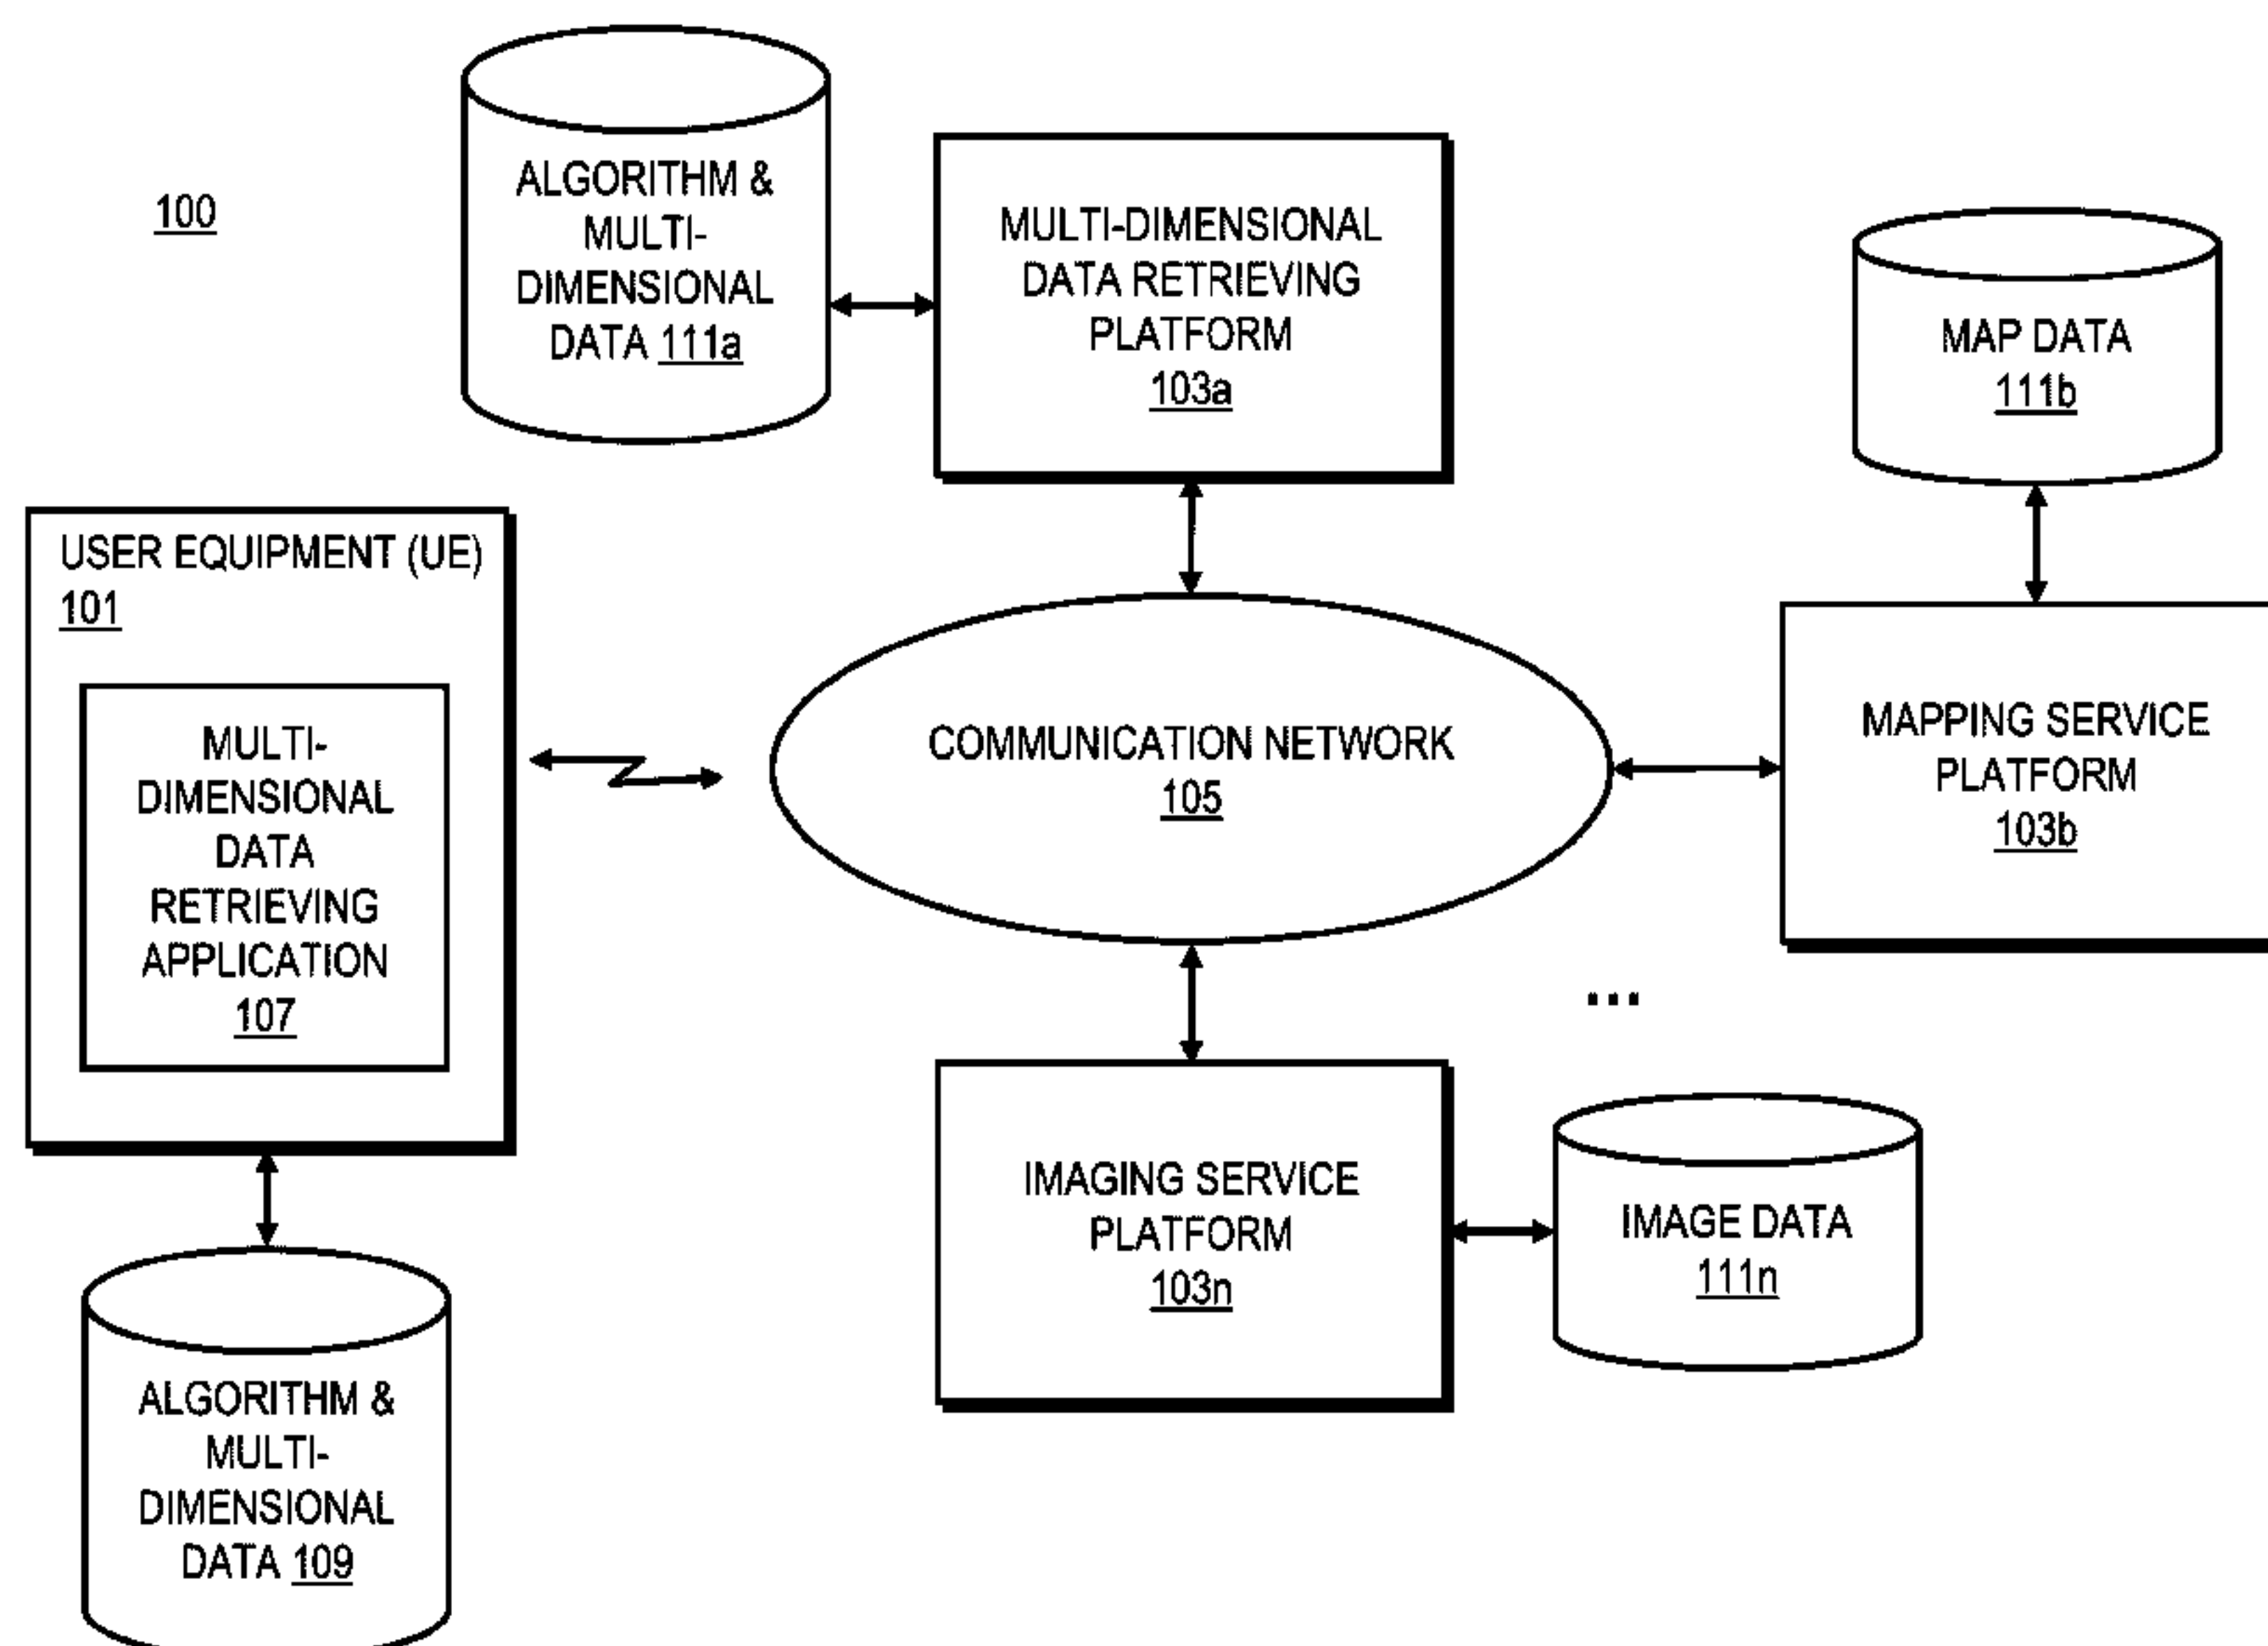 100
ALGORITHM &
MULTI-
DIMENSIONAL
DATA 111a
MULTI-DIMENSIONAL
DATA RETRIEVING
PLATFORM
103a
MAP DATA
111b
USER EQUIPMENT (UE)
101
MULTI-
DIMENSIONAL
DATA
RETRIEVING
APPLICATION
107
COMMUNICATION NETWORK
105
MAPPING SERVICE
PLATFORM
103b
...
IMAGING SERVICE
PLATFORM
103n
IMAGE DATA
111n
ALGORITHM &
MULTI-
DIMENSIONAL
DATA 109